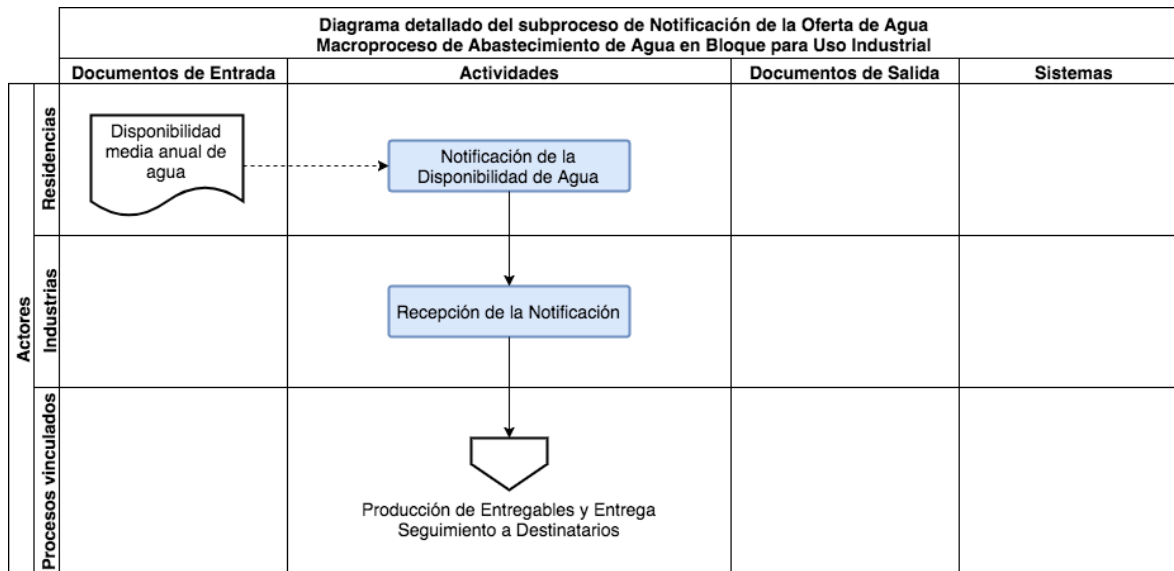 Diagrama detallado del subproceso de Notificación de la Oferta de Agua
Macroproceso de Abastecimiento de Agua en Bloque para Uso Industrial
Documentos de Entrada
Actividades
Documentos de Salida
Sistemas
Actores
Residencias
Disponibilidad
media anual de
agua
Notificación de la
Disponibilidad de Agua
Industrias
Recepción de la Notificación
Procesos vinculados
Producción de Entregables y Entrega
Seguimiento a Destinatarios